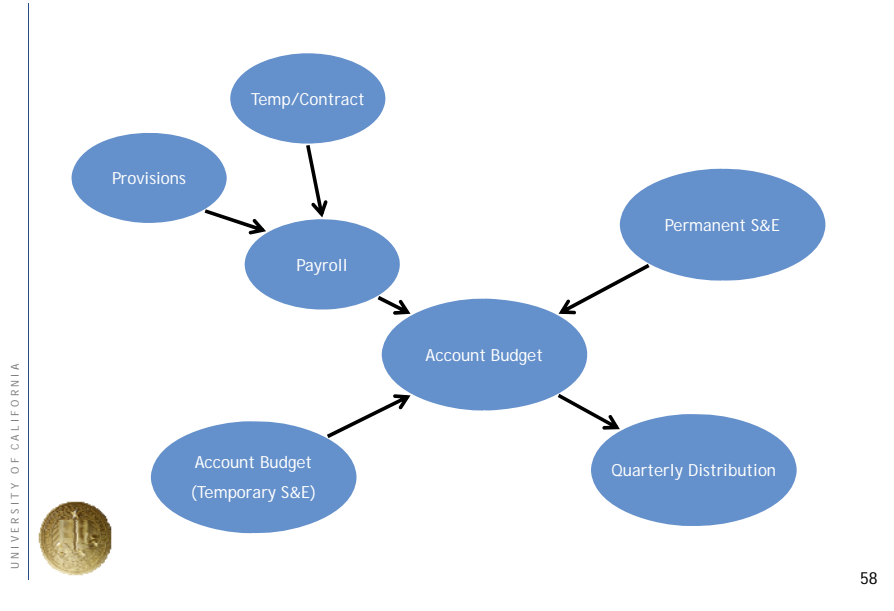 Temp/Contract
Provisions
Permanent S&E
Payroll
Account Budget
Account Budget
(Temporary S&E)
Quarterly Distribution
UNIVERSITY OF CALIFORNIA
58